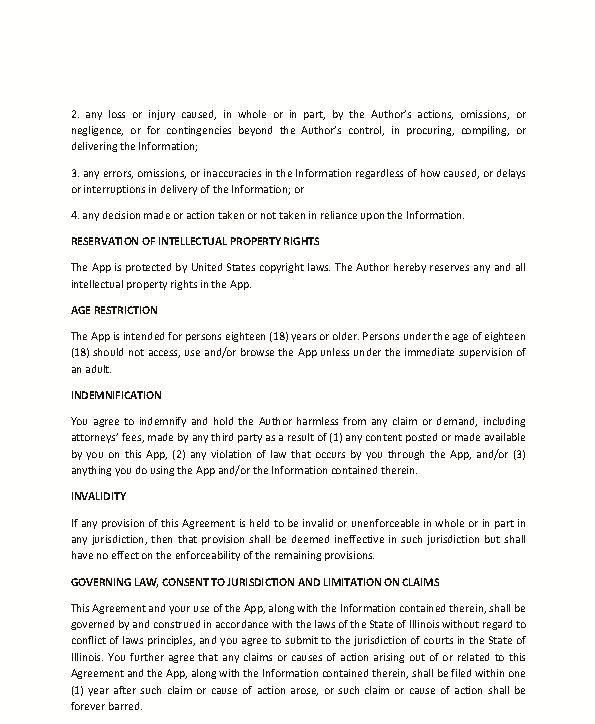 2. any loss or injury caused, in whole or in part, by the Author's actions, omissions, or
negligence, or for contingencies beyond the Author's control, in procuring, compiling, or
delivering the Information;
3. any errors, omissions, or inaccuracies in the Information regardless of how caused, or delays
or interruptions in delivery of the Information; or
4. any decision made or action taken or not taken in reliance upon the Information.
RESERVATION OF INTELLECTUAL PROPERTY RIGHTS
The App is protected by United States copyright laws. The Author hereby reserves any and all
intellectual property rights in the App.
AGE RESTRICTION
The App is intended for persons eighteen (18) years or older. Persons under the age of eighteen
(18) should not access, use and/or browse the App unless under the immediate supervision of
an adult.
INDEMNIFICATION
You agree to indemnify and hold the Author harmless from any claim or demand, including
attorneys' fees, made by any third party as a result of (1) any content posted or made available
by you on this App, (2) any violation of law that occurs by you through the App, and/or (3)
anything you do using the App and/or the Information contained therein.
INVALIDITY
If any provision of this Agreement is held to be invalid or unenforceable in whole or in part in
any jurisdiction, then that provision shall be deemed ineffective in such jurisdiction but shall
have no effect on the enforceability of the remaining provisions.
GOVERNING LAW, CONSENT TO JURISDICTION AND LIMITATION ON CLAIMS
This Agreement and your use of the App, along with the Information contained therein, shall be
governed by and construed in accordance with the laws of the State of Illinois without regard to
conflict of laws principles, and you agree to submit to the jurisdiction of courts in the State of
Illinois. You further agree that any claims or causes of action arising out of or related to this
Agreement and the App, along with the Information contained therein, shall be filed within one
(1) year after such claim or cause of action arose, or such claim or cause of action shall be
forever barred.